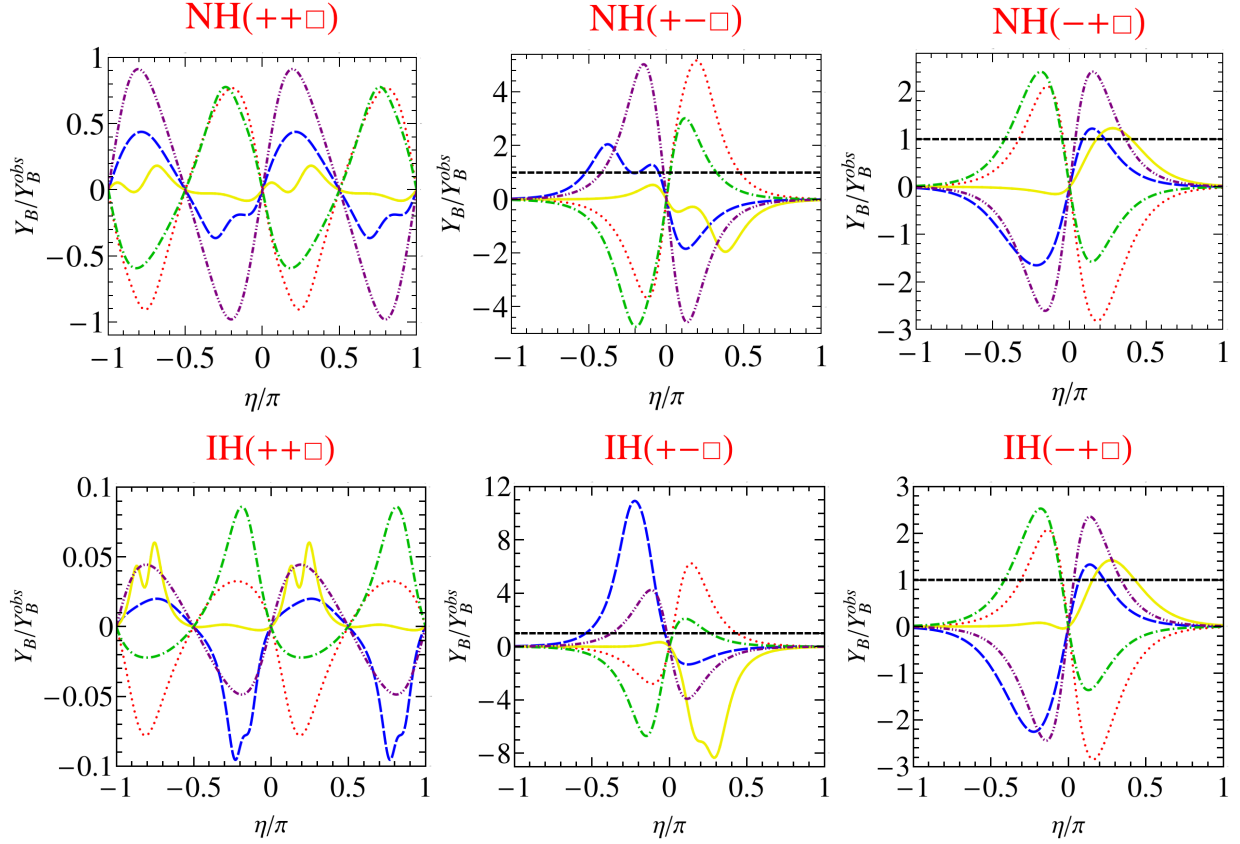 NH(++□)
NH(+−□)
NH(−+□)
1
0.5
0
−0.5
−1
Y_B/Y_B^{obs}
−1 −0.5 0 0.5 1
η/π
4
2
0
−2
−4
Y_B/Y_B^{obs}
−1 −0.5 0 0.5 1
η/π
2
1
0
−1
−2
−3
Y_B/Y_B^{obs}
−1 −0.5 0 0.5 1
η/π
IH(++□)
IH(+−□)
IH(−+□)
0.1
0.05
0
−0.05
−0.1
Y_B/Y_B^{obs}
−1 −0.5 0 0.5 1
η/π
12
8
4
0
−4
−8
Y_B/Y_B^{obs}
−1 −0.5 0 0.5 1
η/π
3
2
1
0
−1
−2
−3
Y_B/Y_B^{obs}
−1 −0.5 0 0.5 1
η/π